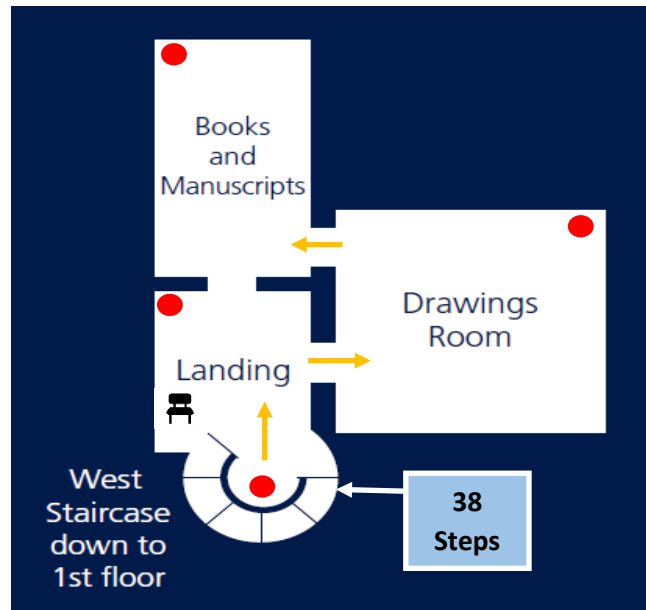 Books
and
Manuscripts
Drawings
Room
Landing
West
Staircase
down to
1st floor
38
Steps